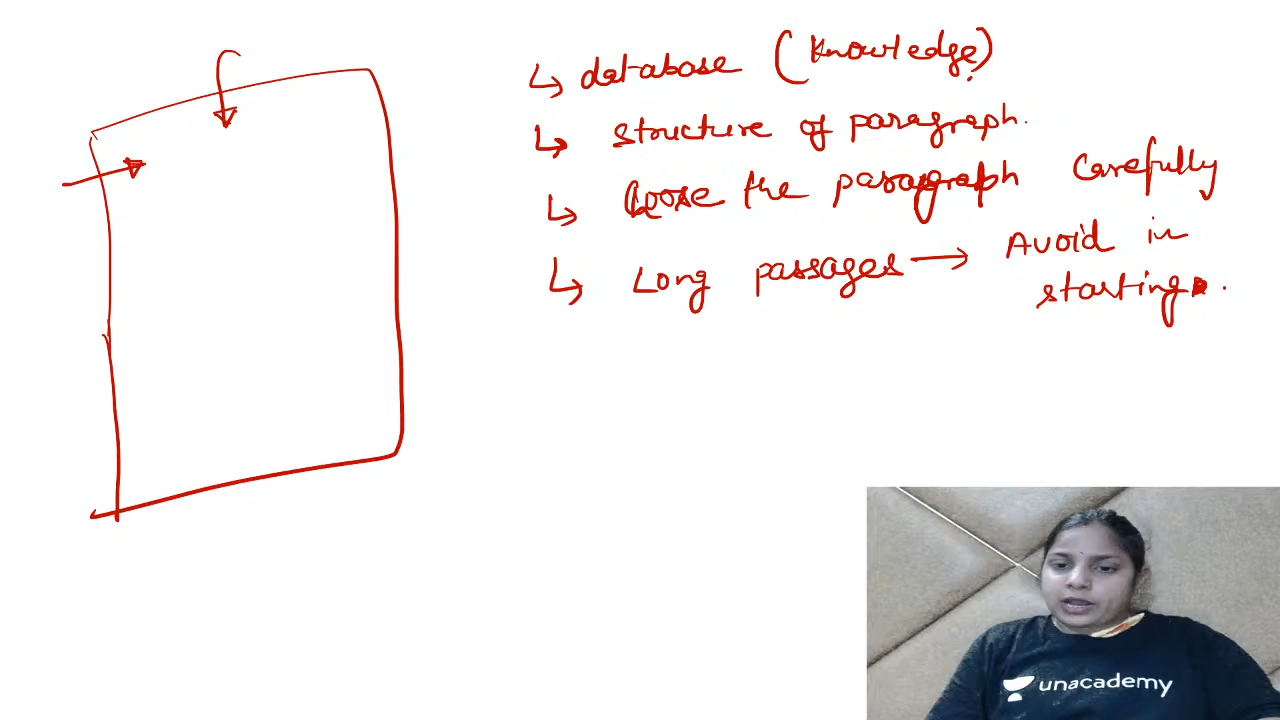 ↳ database (Knowledge)
↳ structure of paragraph.
↳ Choose the paragraph Carefully
↳ Long passages → Avoid in
starting.
unacademy